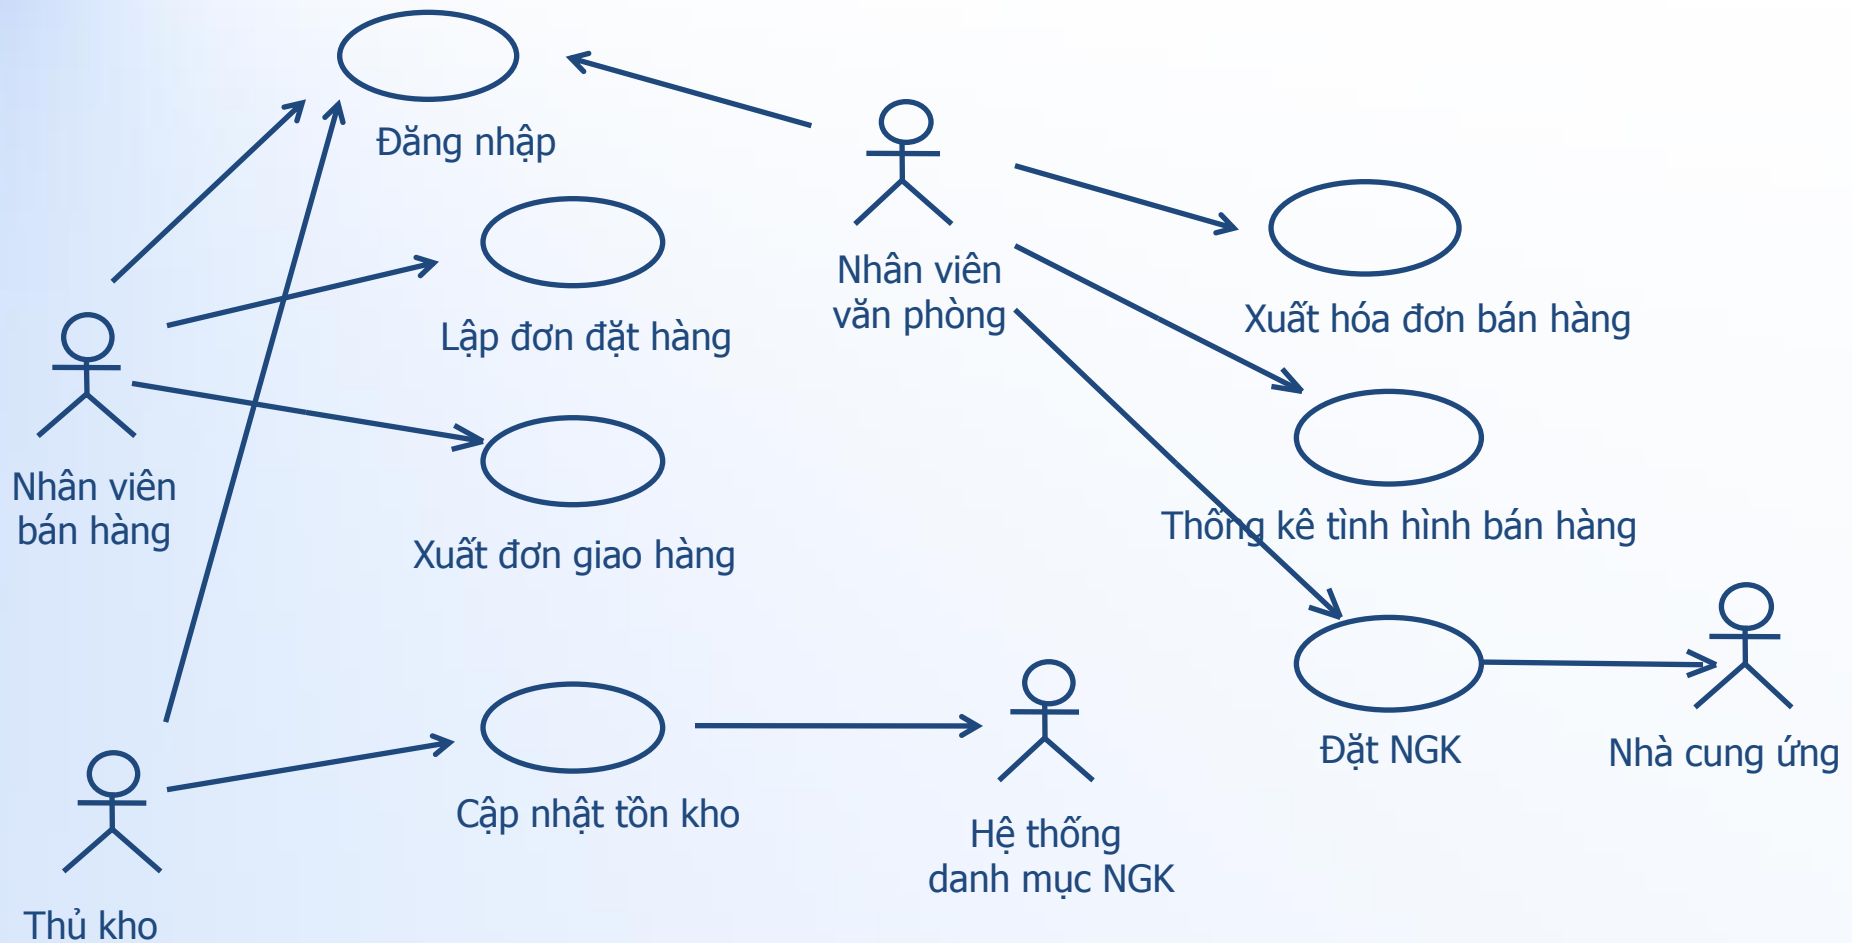 Đăng nhập
Nhân viên
văn phòng
Lập đơn đặt hàng
Xuất hóa đơn bán hàng
Nhân viên
bán hàng
Xuất đơn giao hàng
Thống kê tình hình bán hàng
Đặt NGK
Nhà cung ứng
Cập nhật tồn kho
Hệ thống
danh mục NGK
Thủ kho